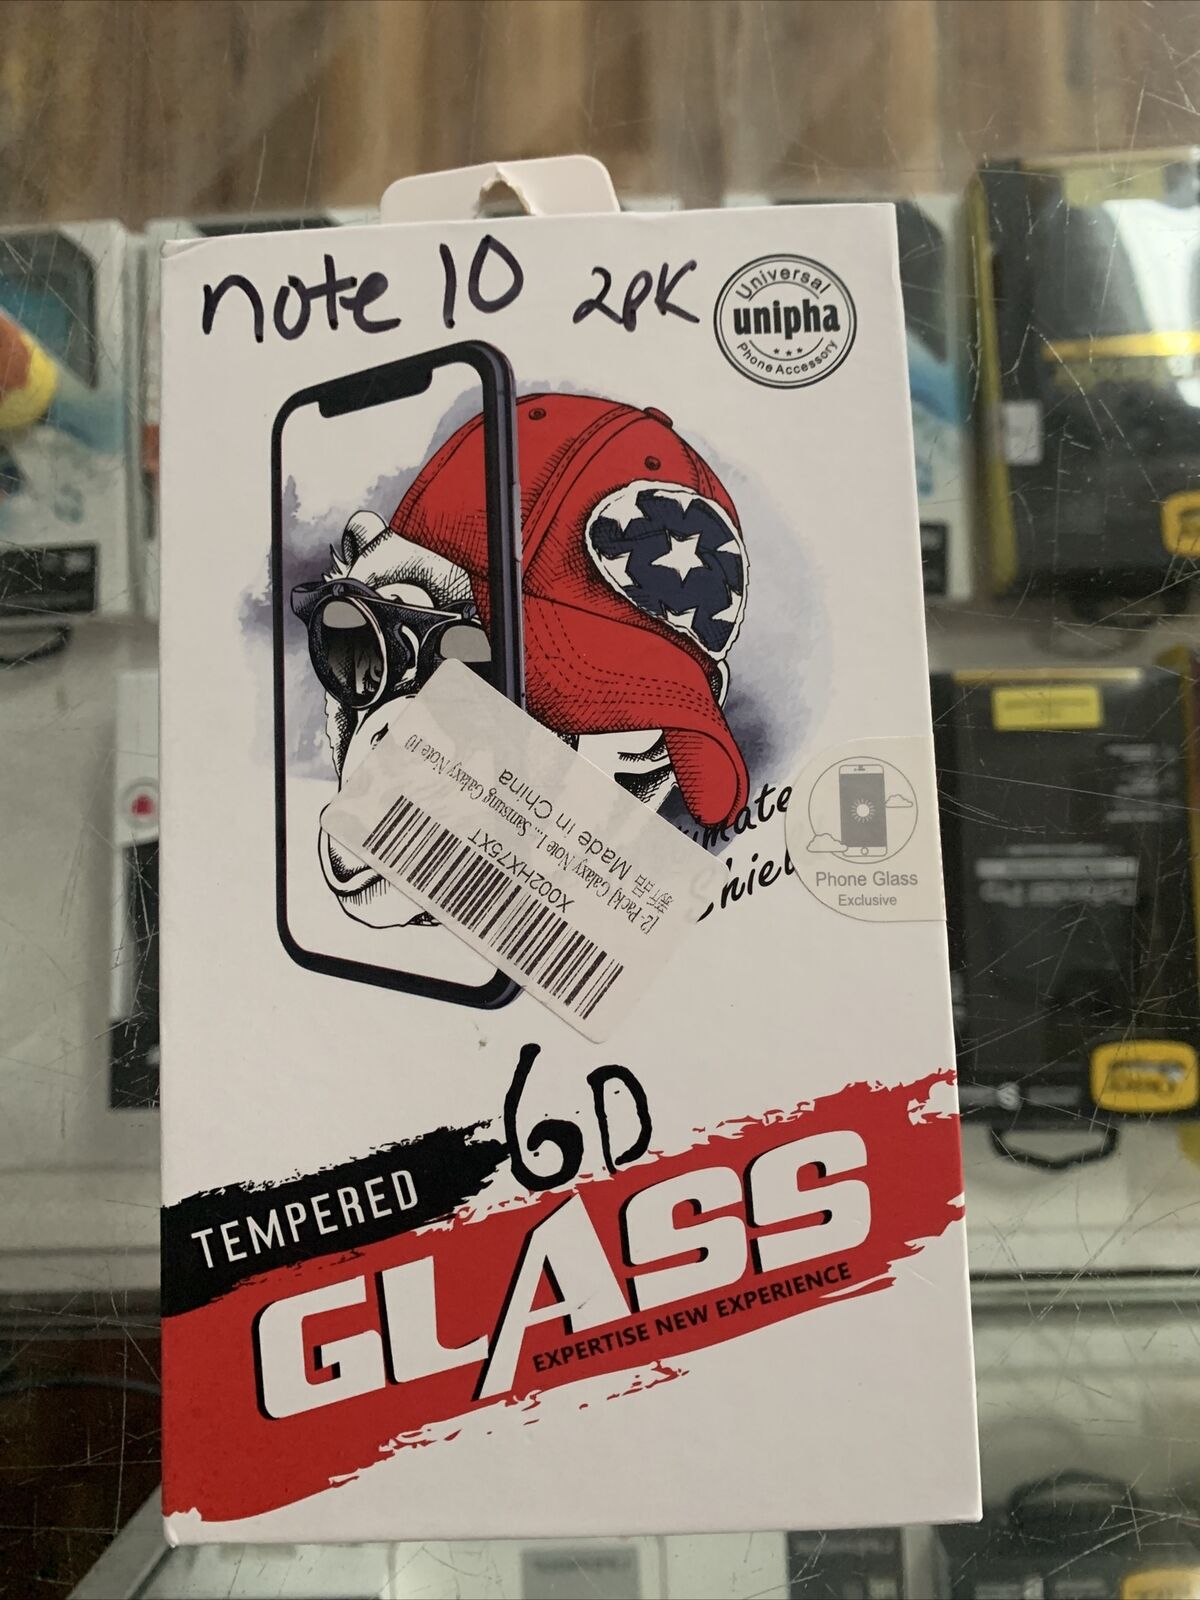 note 10 2PK
Universal
unipha
Phone Accessory
[2-Pack] Galaxy Note 1... Samsung Galaxy Note 10
新品 Made in China
X002HX75XT
Phone Glass
Exclusive
6D
TEMPERED
GLASS
EXPERTISE NEW EXPERIENCE